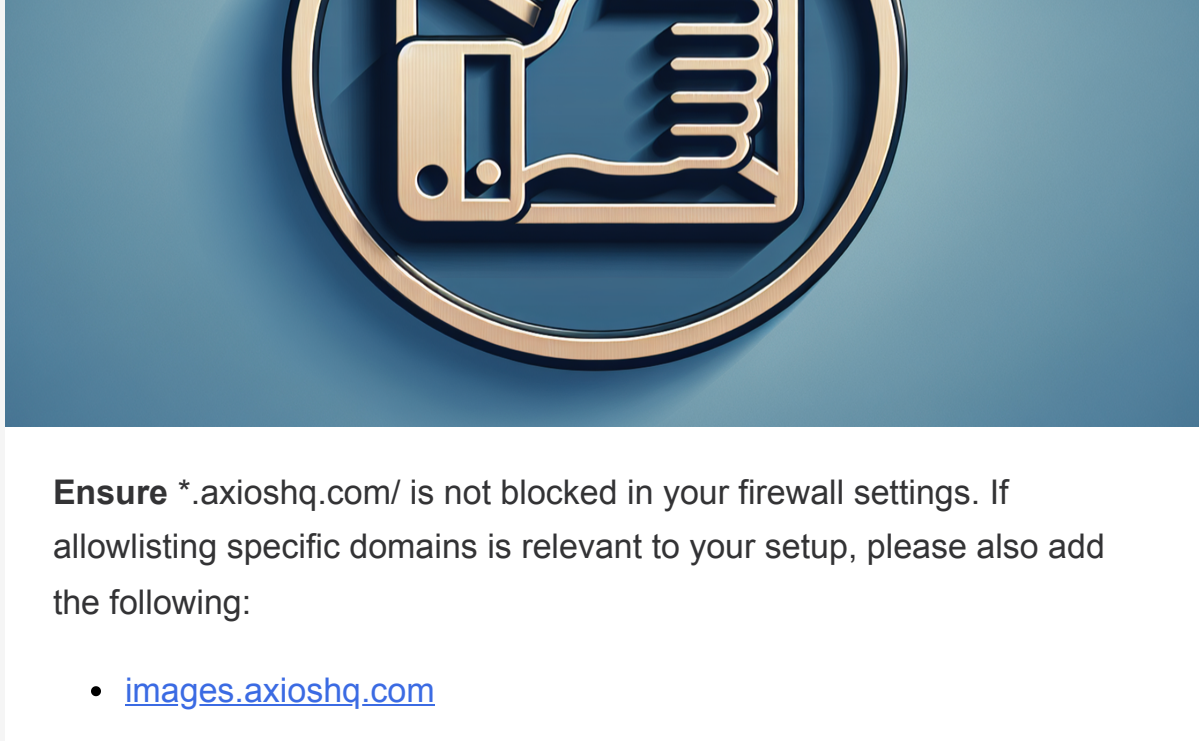 Ensure *.axioshq.com/ is not blocked in your firewall settings. If
allowlisting specific domains is relevant to your setup, please also add
the following:
images.axioshq.com